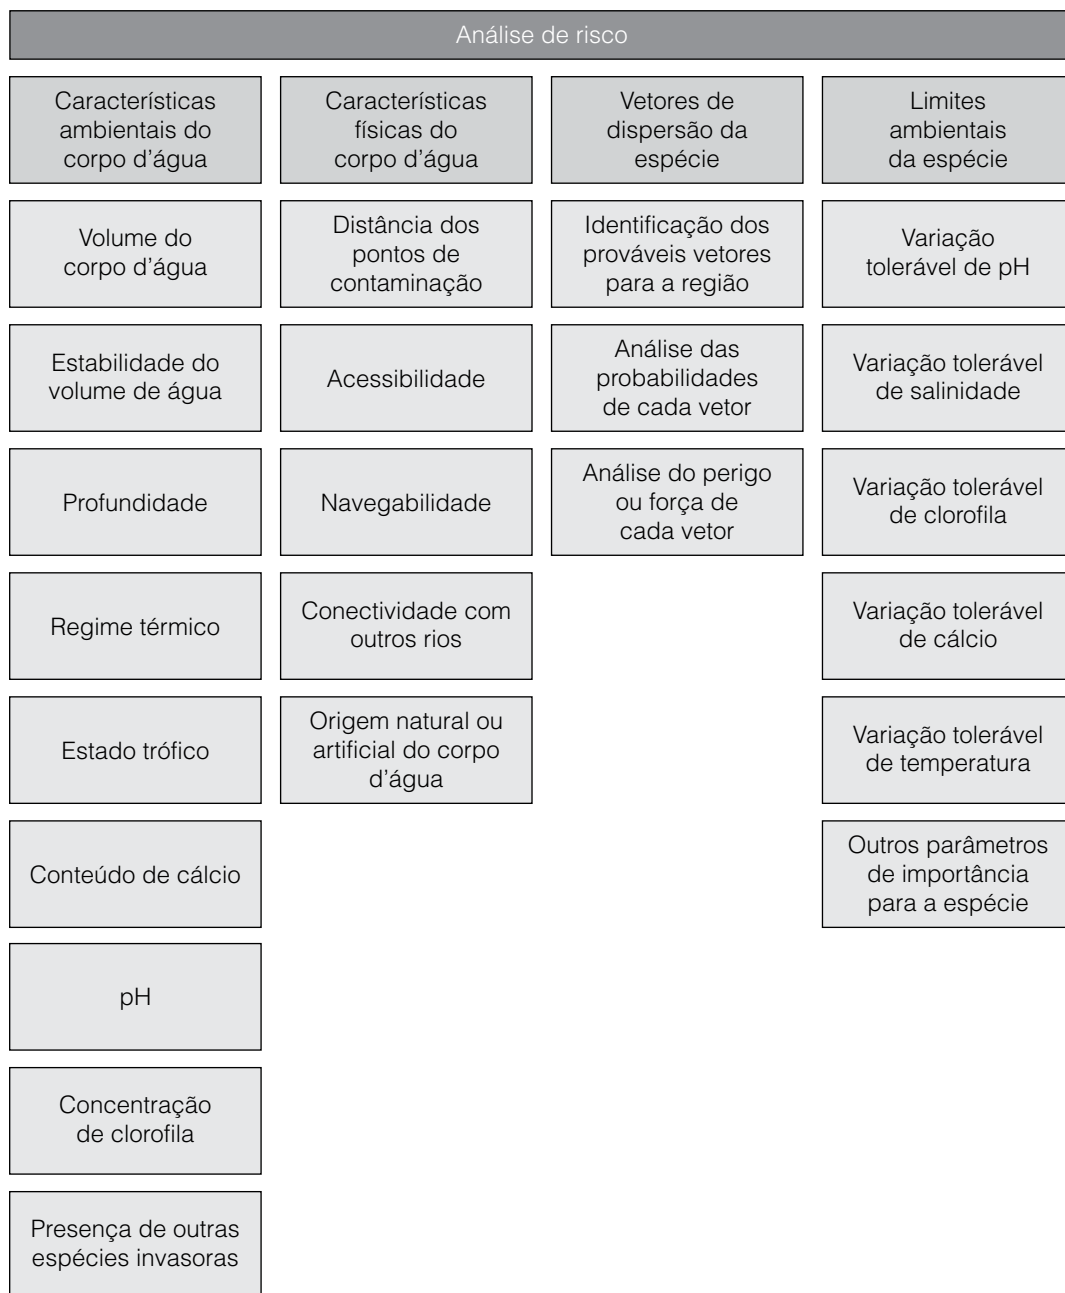 Análise de risco
Características
ambientais do
corpo d'água
Volume do
corpo d'água
Estabilidade do
volume de água
Profundidade
Regime térmico
Estado trófico
Conteúdo de cálcio
pH
Concentração
de clorofila
Presença de outras
espécies invasoras
Características
físicas do
corpo d'água
Distância dos
pontos de
contaminação
Acessibilidade
Navegabilidade
Conectividade com
outros rios
Origem natural ou
artificial do corpo
d'água
Vetores de
dispersão da
espécie
Identificação dos
prováveis vetores
para a região
Análise das
probabilidades
de cada vetor
Análise do perigo
ou força de
cada vetor
Limites
ambientais
da espécie
Variação
tolerável de pH
Variação tolerável
de salinidade
Variação tolerável
de clorofila
Variação tolerável
de cálcio
Variação tolerável
de temperatura
Outros parâmetros
de importância
para a espécie